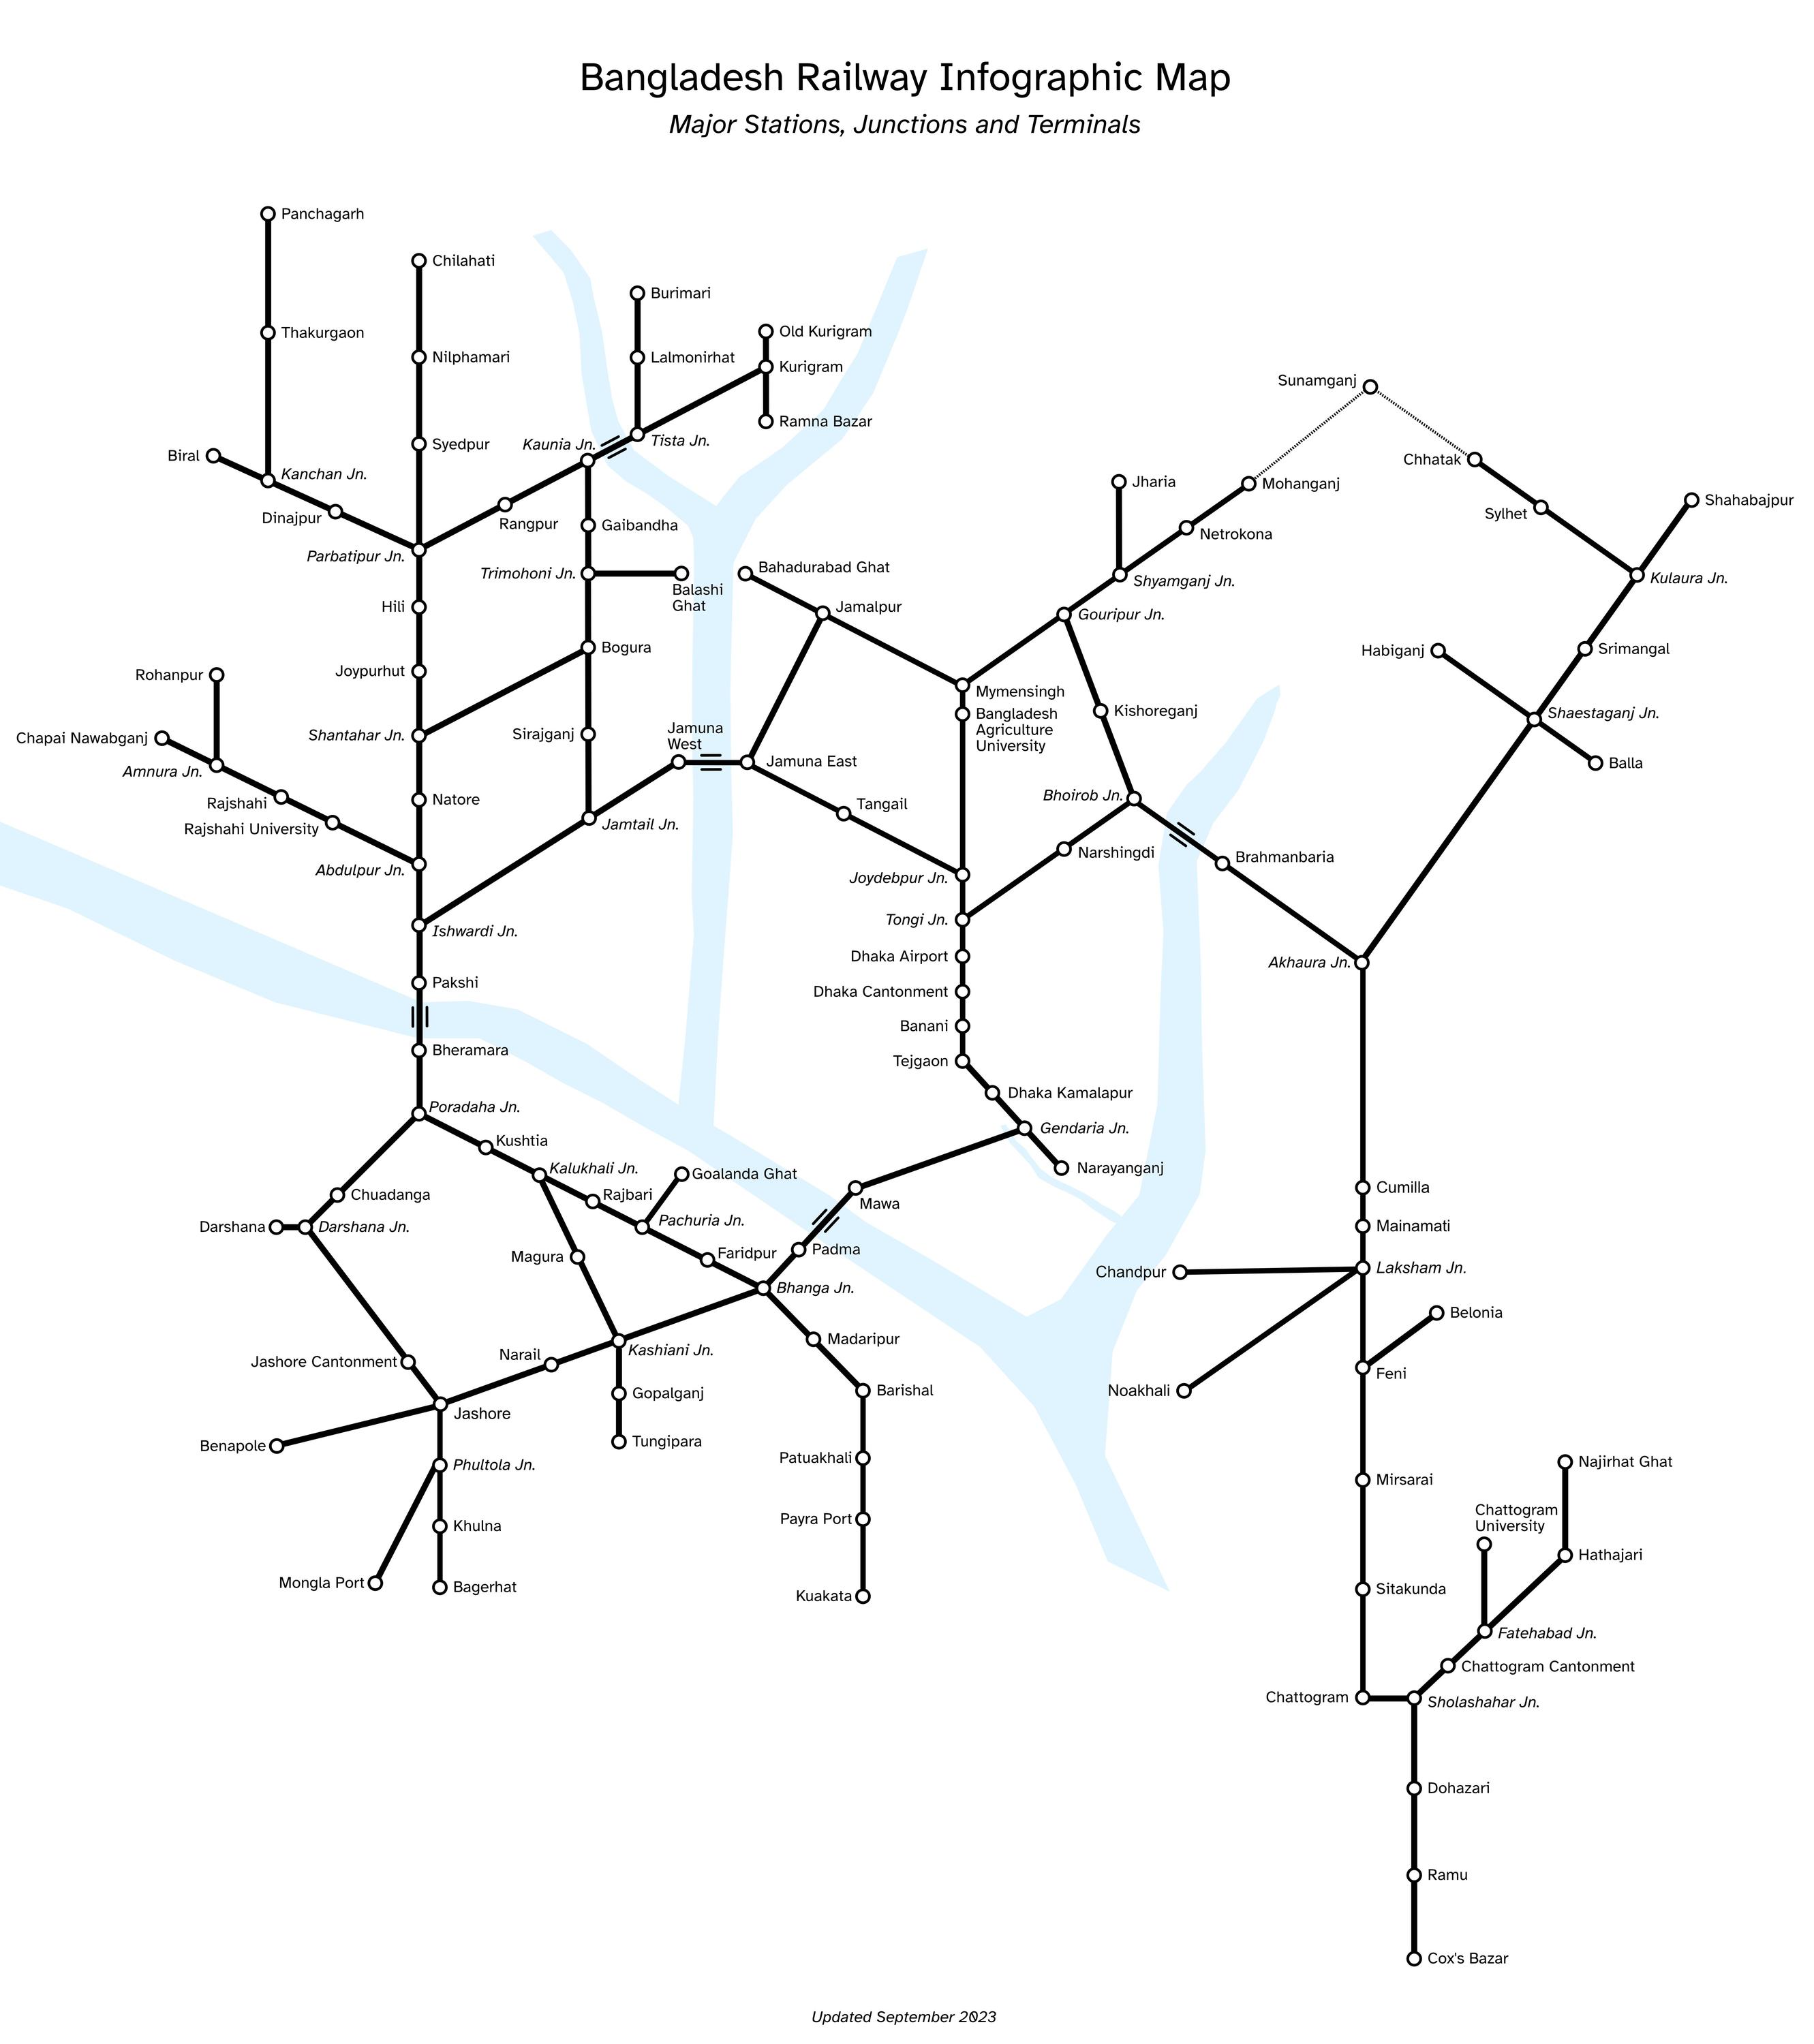 Bangladesh Railway Infographic Map
Major Stations, Junctions and Terminals
Panchagarh
Chilahati
Burimari
Thakurgaon
Old Kurigram
Nilphamari
Lalmonirhat
Kurigram
Sunamganj
Ramna Bazar
Syedpur
Kaunia Jn.
Tista Jn.
Biral
Kanchan Jn.
Chhatak
Jharia
Mohanganj
Shahabajpur
Dinajpur
Rangpur
Gaibandha
Sylhet
Netrokona
Parbatipur Jn.
Trimohoni Jn.
Balashi
Ghat
Bahadurabad Ghat
Shyamganj Jn.
Kulaura Jn.
Hili
Jamalpur
Gouripur Jn.
Joypurhut
Bogura
Habiganj
Srimangal
Rohanpur
Mymensingh
Bangladesh
Agriculture
University
Kishoreganj
Shaestaganj Jn.
Chapai Nawabganj
Shantahar Jn.
Sirajganj
Jamuna
West
Jamuna East
Balla
Amnura Jn.
Rajshahi
Natore
Tangail
Bhoirob Jn.
Rajshahi University
Jamtail Jn.
Narshingdi
Brahmanbaria
Abdulpur Jn.
Joydebpur Jn.
Ishwardi Jn.
Tongi Jn.
Dhaka Airport
Akhaura Jn.
Pakshi
Dhaka Cantonment
Banani
Bheramara
Tejgaon
Dhaka Kamalapur
Poradaha Jn.
Gendaria Jn.
Kushtia
Kalukhali Jn.
Goalanda Ghat
Narayanganj
Chuadanga
Rajbari
Mawa
Cumilla
Darshana
Darshana Jn.
Pachuria Jn.
Mainamati
Magura
Faridpur
Padma
Chandpur
Laksham Jn.
Bhanga Jn.
Belonia
Madaripur
Jashore Cantonment
Narail
Kashiani Jn.
Feni
Gopalganj
Barishal
Noakhali
Jashore
Benapole
Tungipara
Phultola Jn.
Patuakhali
Najirhat Ghat
Mirsarai
Khulna
Payra Port
Chattogram
University
Hathajari
Mongla Port
Bagerhat
Kuakata
Sitakunda
Fatehabad Jn.
Chattogram Cantonment
Chattogram
Sholashahar Jn.
Dohazari
Ramu
Cox's Bazar
Updated September 2023